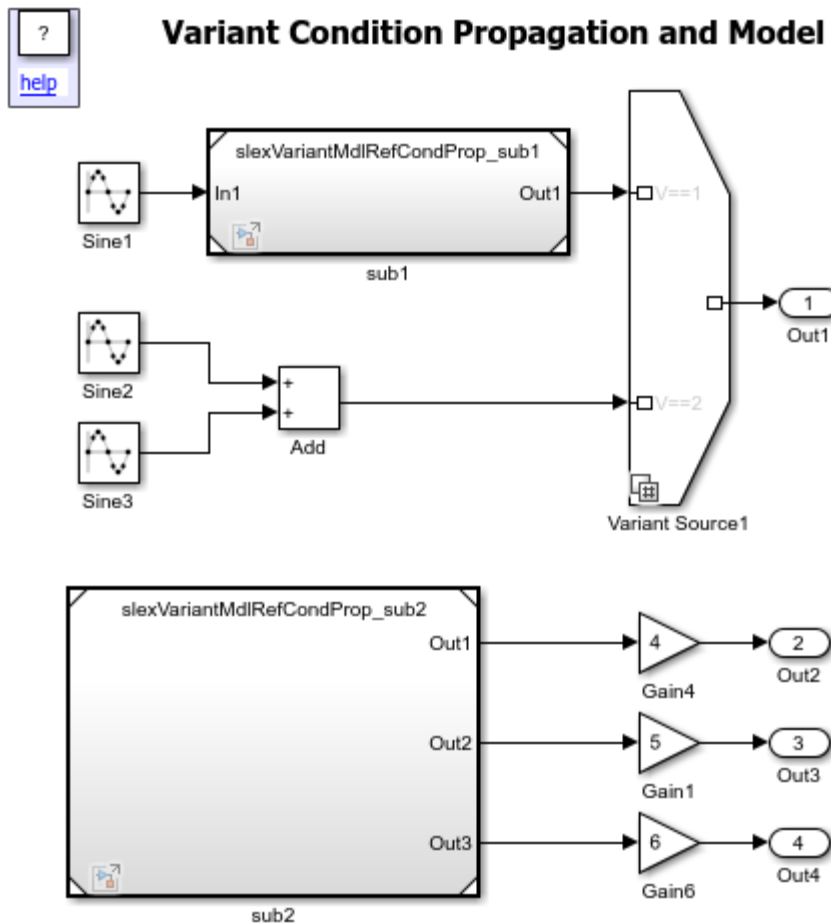 ?
help
Variant Condition Propagation and Model
slexVariantMdlRefCondProp_sub1
In1
Out1
sub1
Sine1
V==1
1
Out1
Sine2
+
+
Add
V==2
Sine3
Variant Source1
slexVariantMdlRefCondProp_sub2
Out1
4
Gain4
2
Out2
Out2
5
Gain1
3
Out3
Out3
6
Gain6
4
Out4
sub2